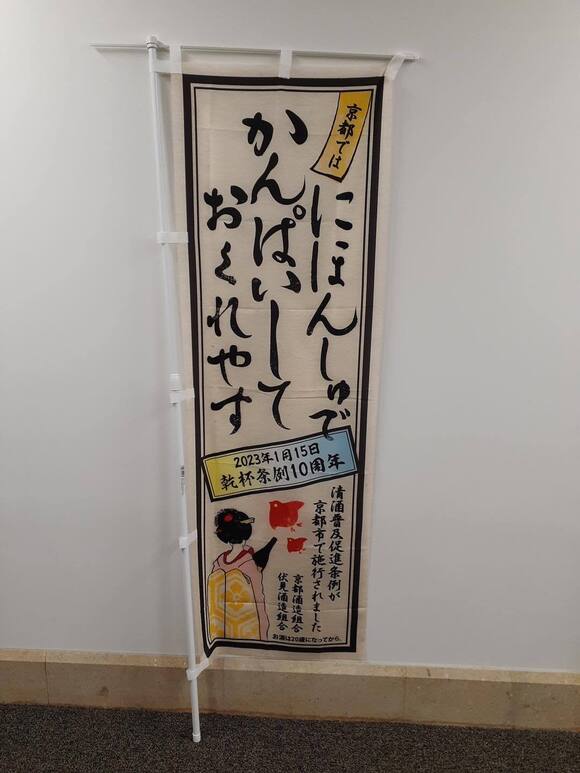 京都では
にほんしゅで
かんぱいして
おくれやす
2023年1月15日
乾杯条例10周年
清酒普及促進条例が
京都市で施行されました
京都酒造組合
伏見酒造組合
お酒は20歳になってから。